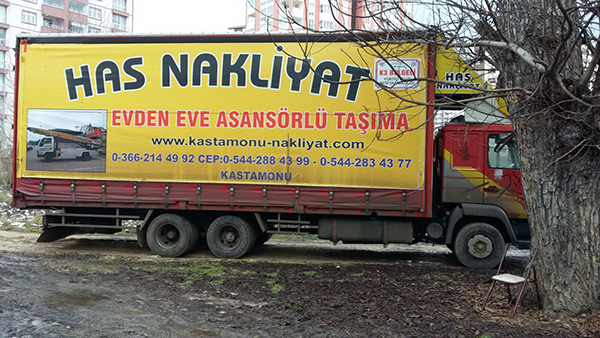 HAS NAKLİYAT
K3 BELGELİ
EVDEN EVE ASANSÖRLÜ TAŞIMA
www.kastamonu-nakliyat.com
0-366-214 49 92 CEP:0-544-288 43 99 - 0-544-283 43 77
KASTAMONU
HAS